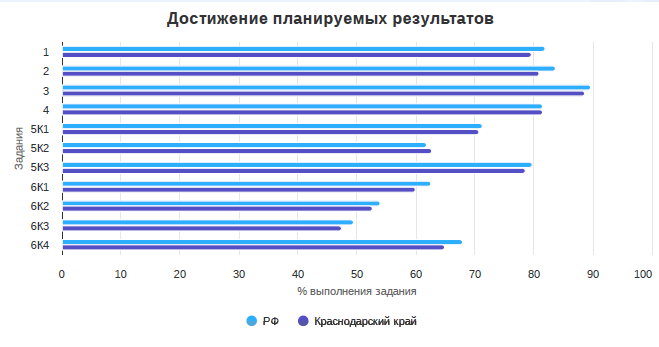 Достижение планируемых результатов
1
2
3
4
5К1
5К2
5К3
6К1
6К2
6К3
6К4
Задания
0 10 20 30 40 50 60 70 80 90 100
% выполнения задания
РФ Краснодарский край